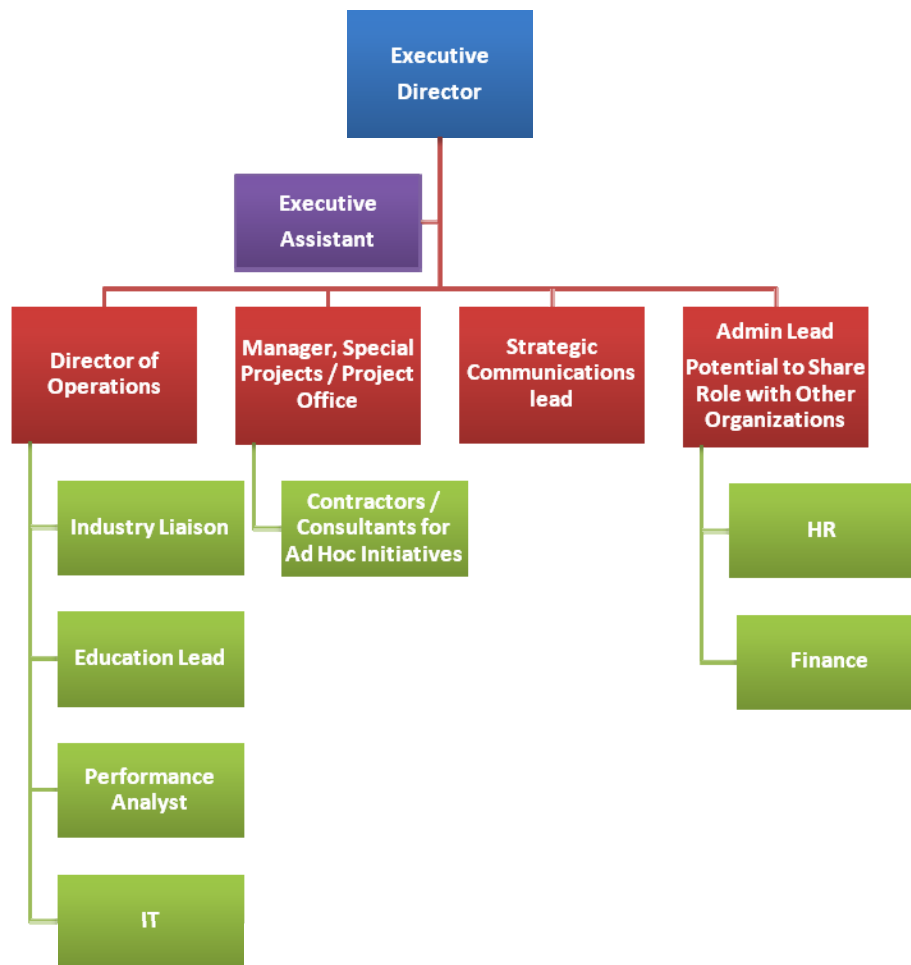 Executive
Director
Executive
Assistant
Director of
Operations
Manager, Special
Projects / Project
Office
Strategic
Communications
lead
Admin Lead
Potential to Share
Role with Other
Organizations
Industry Liaison
Contractors /
Consultants for
Ad Hoc Initiatives
HR
Education Lead
Finance
Performance
Analyst
IT